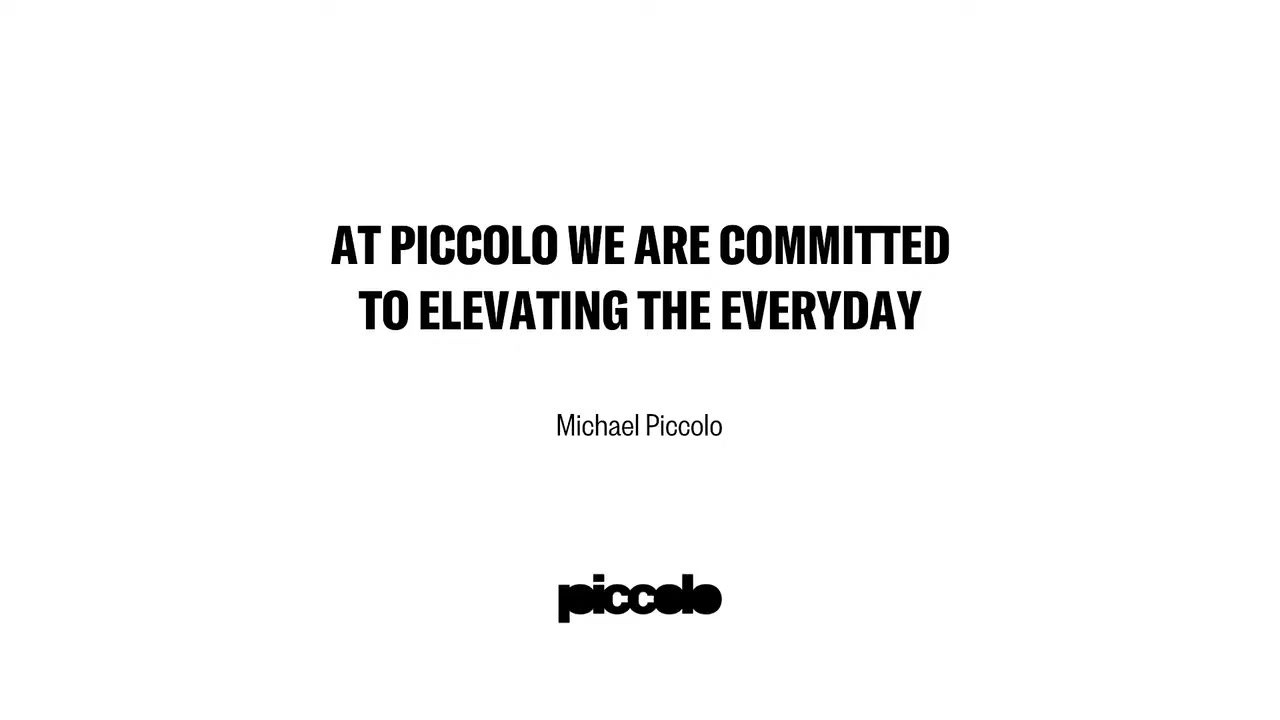 AT PICCOLO WE ARE COMMITTED
TO ELEVATING THE EVERYDAY
Michael Piccolo
piccolo